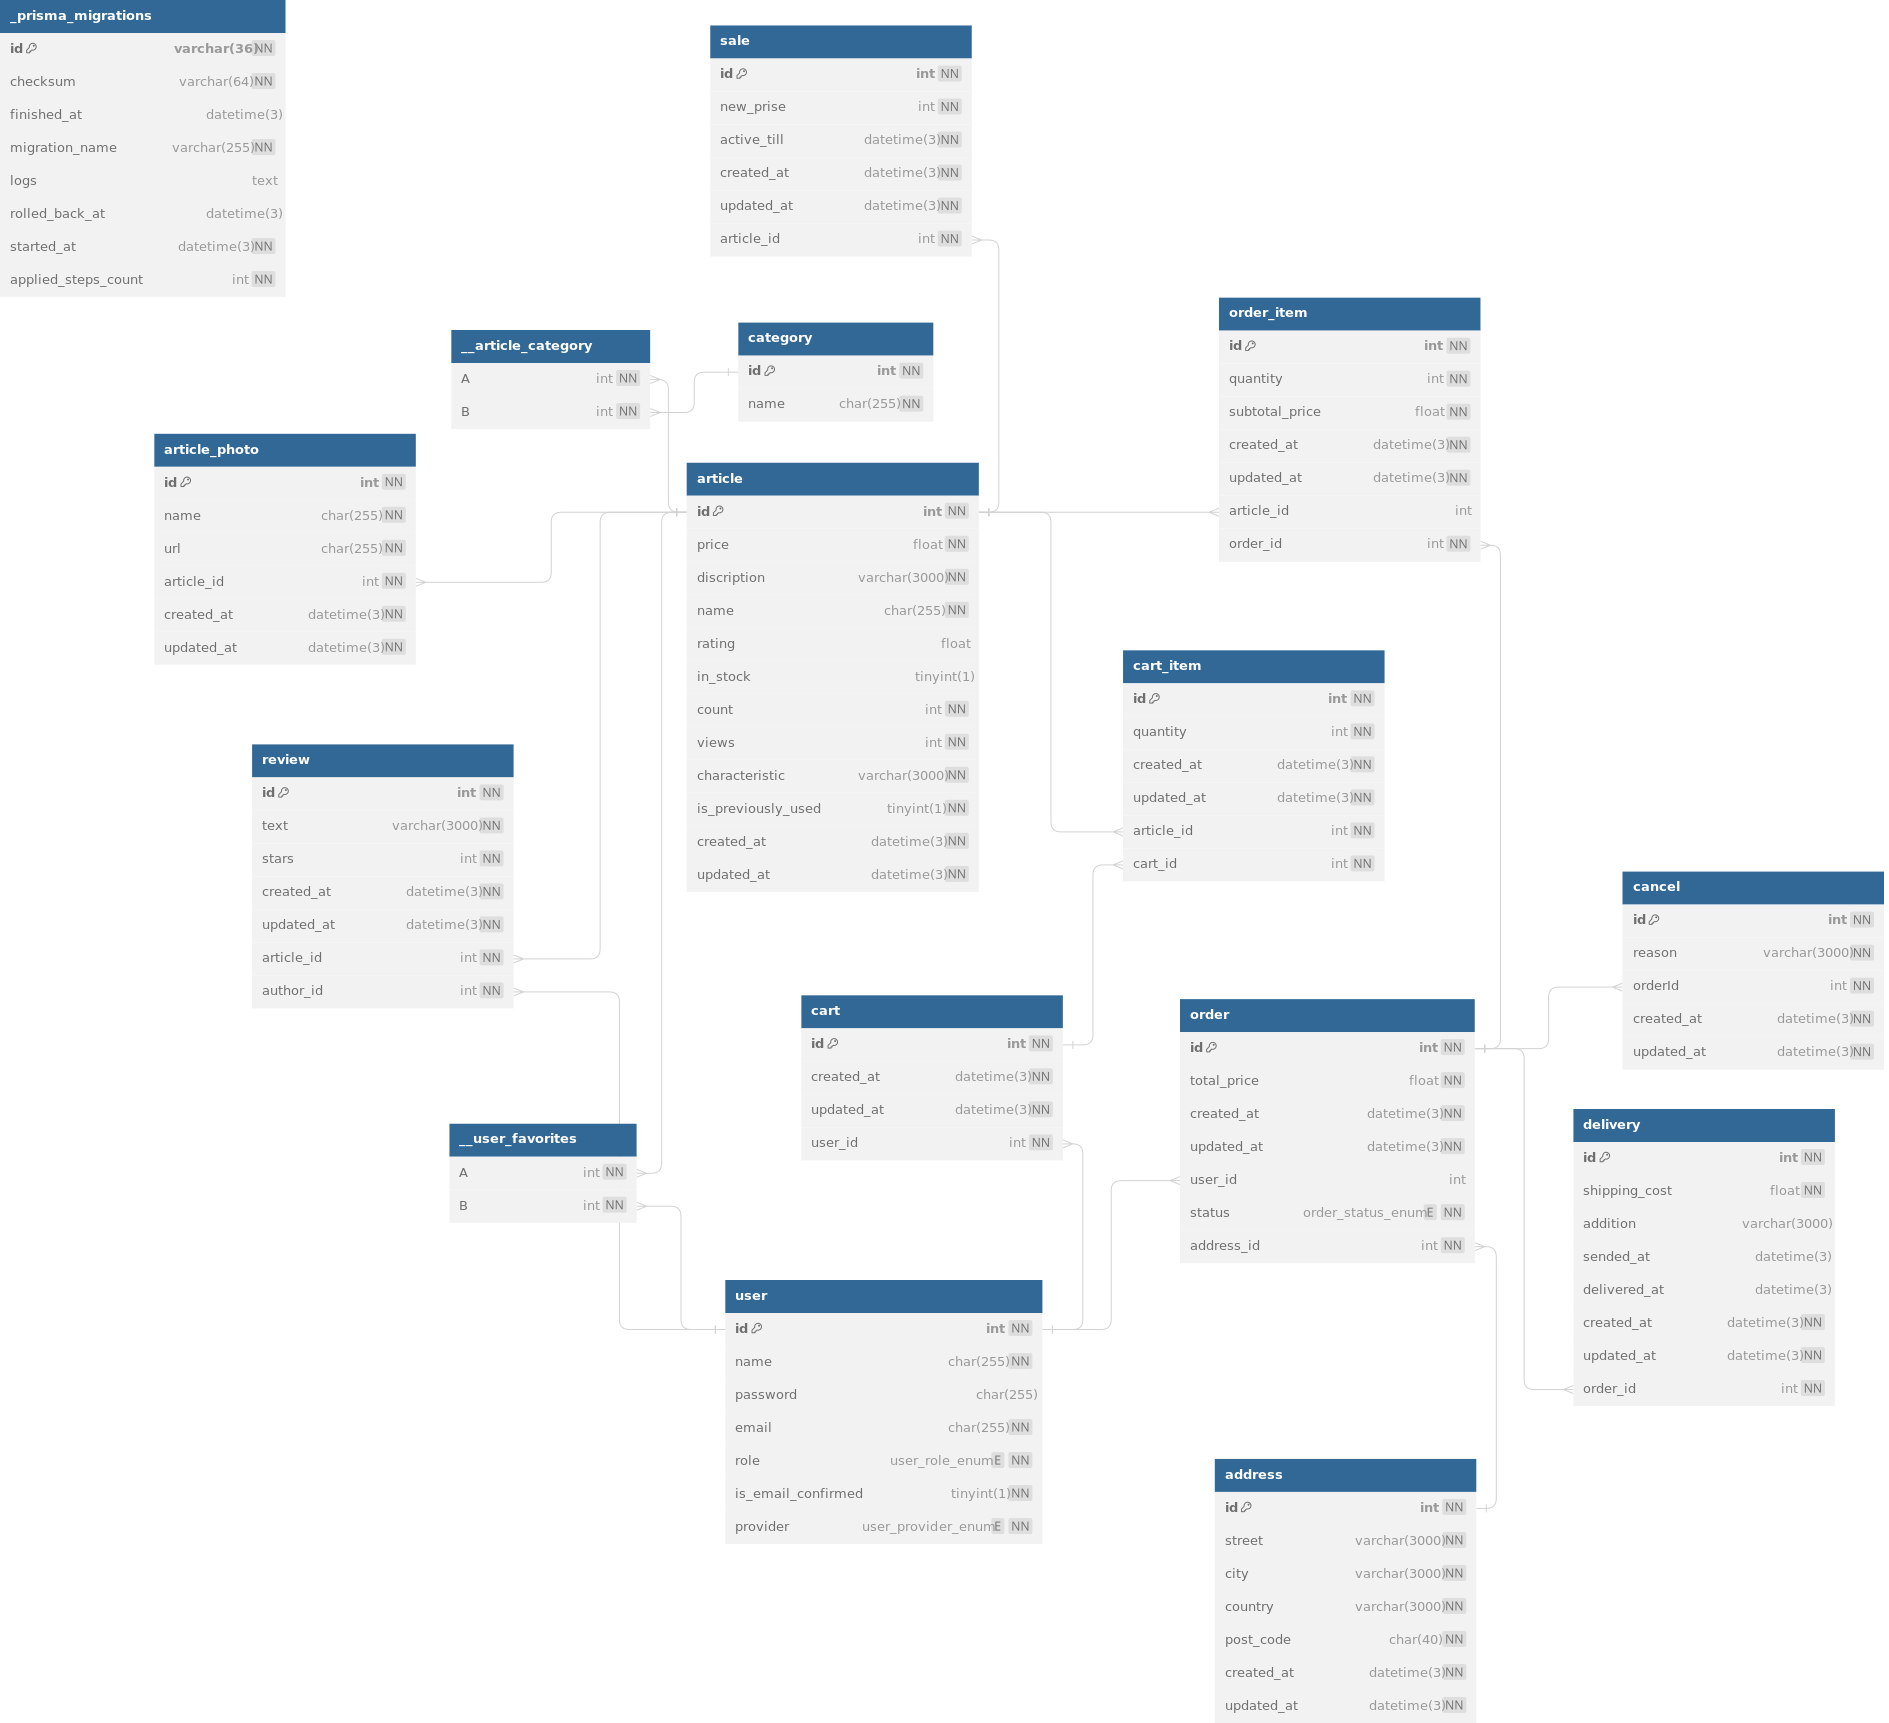 _prisma_migrations
id varchar(36) NN
checksum varchar(64) NN
finished_at datetime(3)
migration_name varchar(255) NN
logs text
rolled_back_at datetime(3)
started_at datetime(3) NN
applied_steps_count int NN
sale
id int NN
new_prise int NN
active_till datetime(3) NN
created_at datetime(3) NN
updated_at datetime(3) NN
article_id int NN
order_item
id int NN
quantity int NN
subtotal_price float NN
created_at datetime(3) NN
updated_at datetime(3) NN
article_id int
order_id int NN
__article_category
A int NN
B int NN
category
id int NN
name char(255) NN
article_photo
id int NN
name char(255) NN
url char(255) NN
article_id int NN
created_at datetime(3) NN
updated_at datetime(3) NN
article
id int NN
price float NN
discription varchar(3000) NN
name char(255) NN
rating float
in_stock tinyint(1)
count int NN
views int NN
characteristic varchar(3000) NN
is_previously_used tinyint(1) NN
created_at datetime(3) NN
updated_at datetime(3) NN
cart_item
id int NN
quantity int NN
created_at datetime(3) NN
updated_at datetime(3) NN
article_id int NN
cart_id int NN
review
id int NN
text varchar(3000) NN
stars int NN
created_at datetime(3) NN
updated_at datetime(3) NN
article_id int NN
author_id int NN
cancel
id int NN
reason varchar(3000) NN
orderId int NN
created_at datetime(3) NN
updated_at datetime(3) NN
cart
id int NN
created_at datetime(3) NN
updated_at datetime(3) NN
user_id int NN
order
id int NN
total_price float NN
created_at datetime(3) NN
updated_at datetime(3) NN
user_id int
status order_status_enum E NN
address_id int NN
delivery
id int NN
shipping_cost float NN
addition varchar(3000)
sended_at datetime(3)
delivered_at datetime(3)
created_at datetime(3) NN
updated_at datetime(3) NN
order_id int NN
__user_favorites
A int NN
B int NN
user
id int NN
name char(255) NN
password char(255)
email char(255) NN
role user_role_enum E NN
is_email_confirmed tinyint(1) NN
provider user_provider_enum E NN
address
id int NN
street varchar(3000) NN
city varchar(3000) NN
country varchar(3000) NN
post_code char(40) NN
created_at datetime(3) NN
updated_at datetime(3) NN